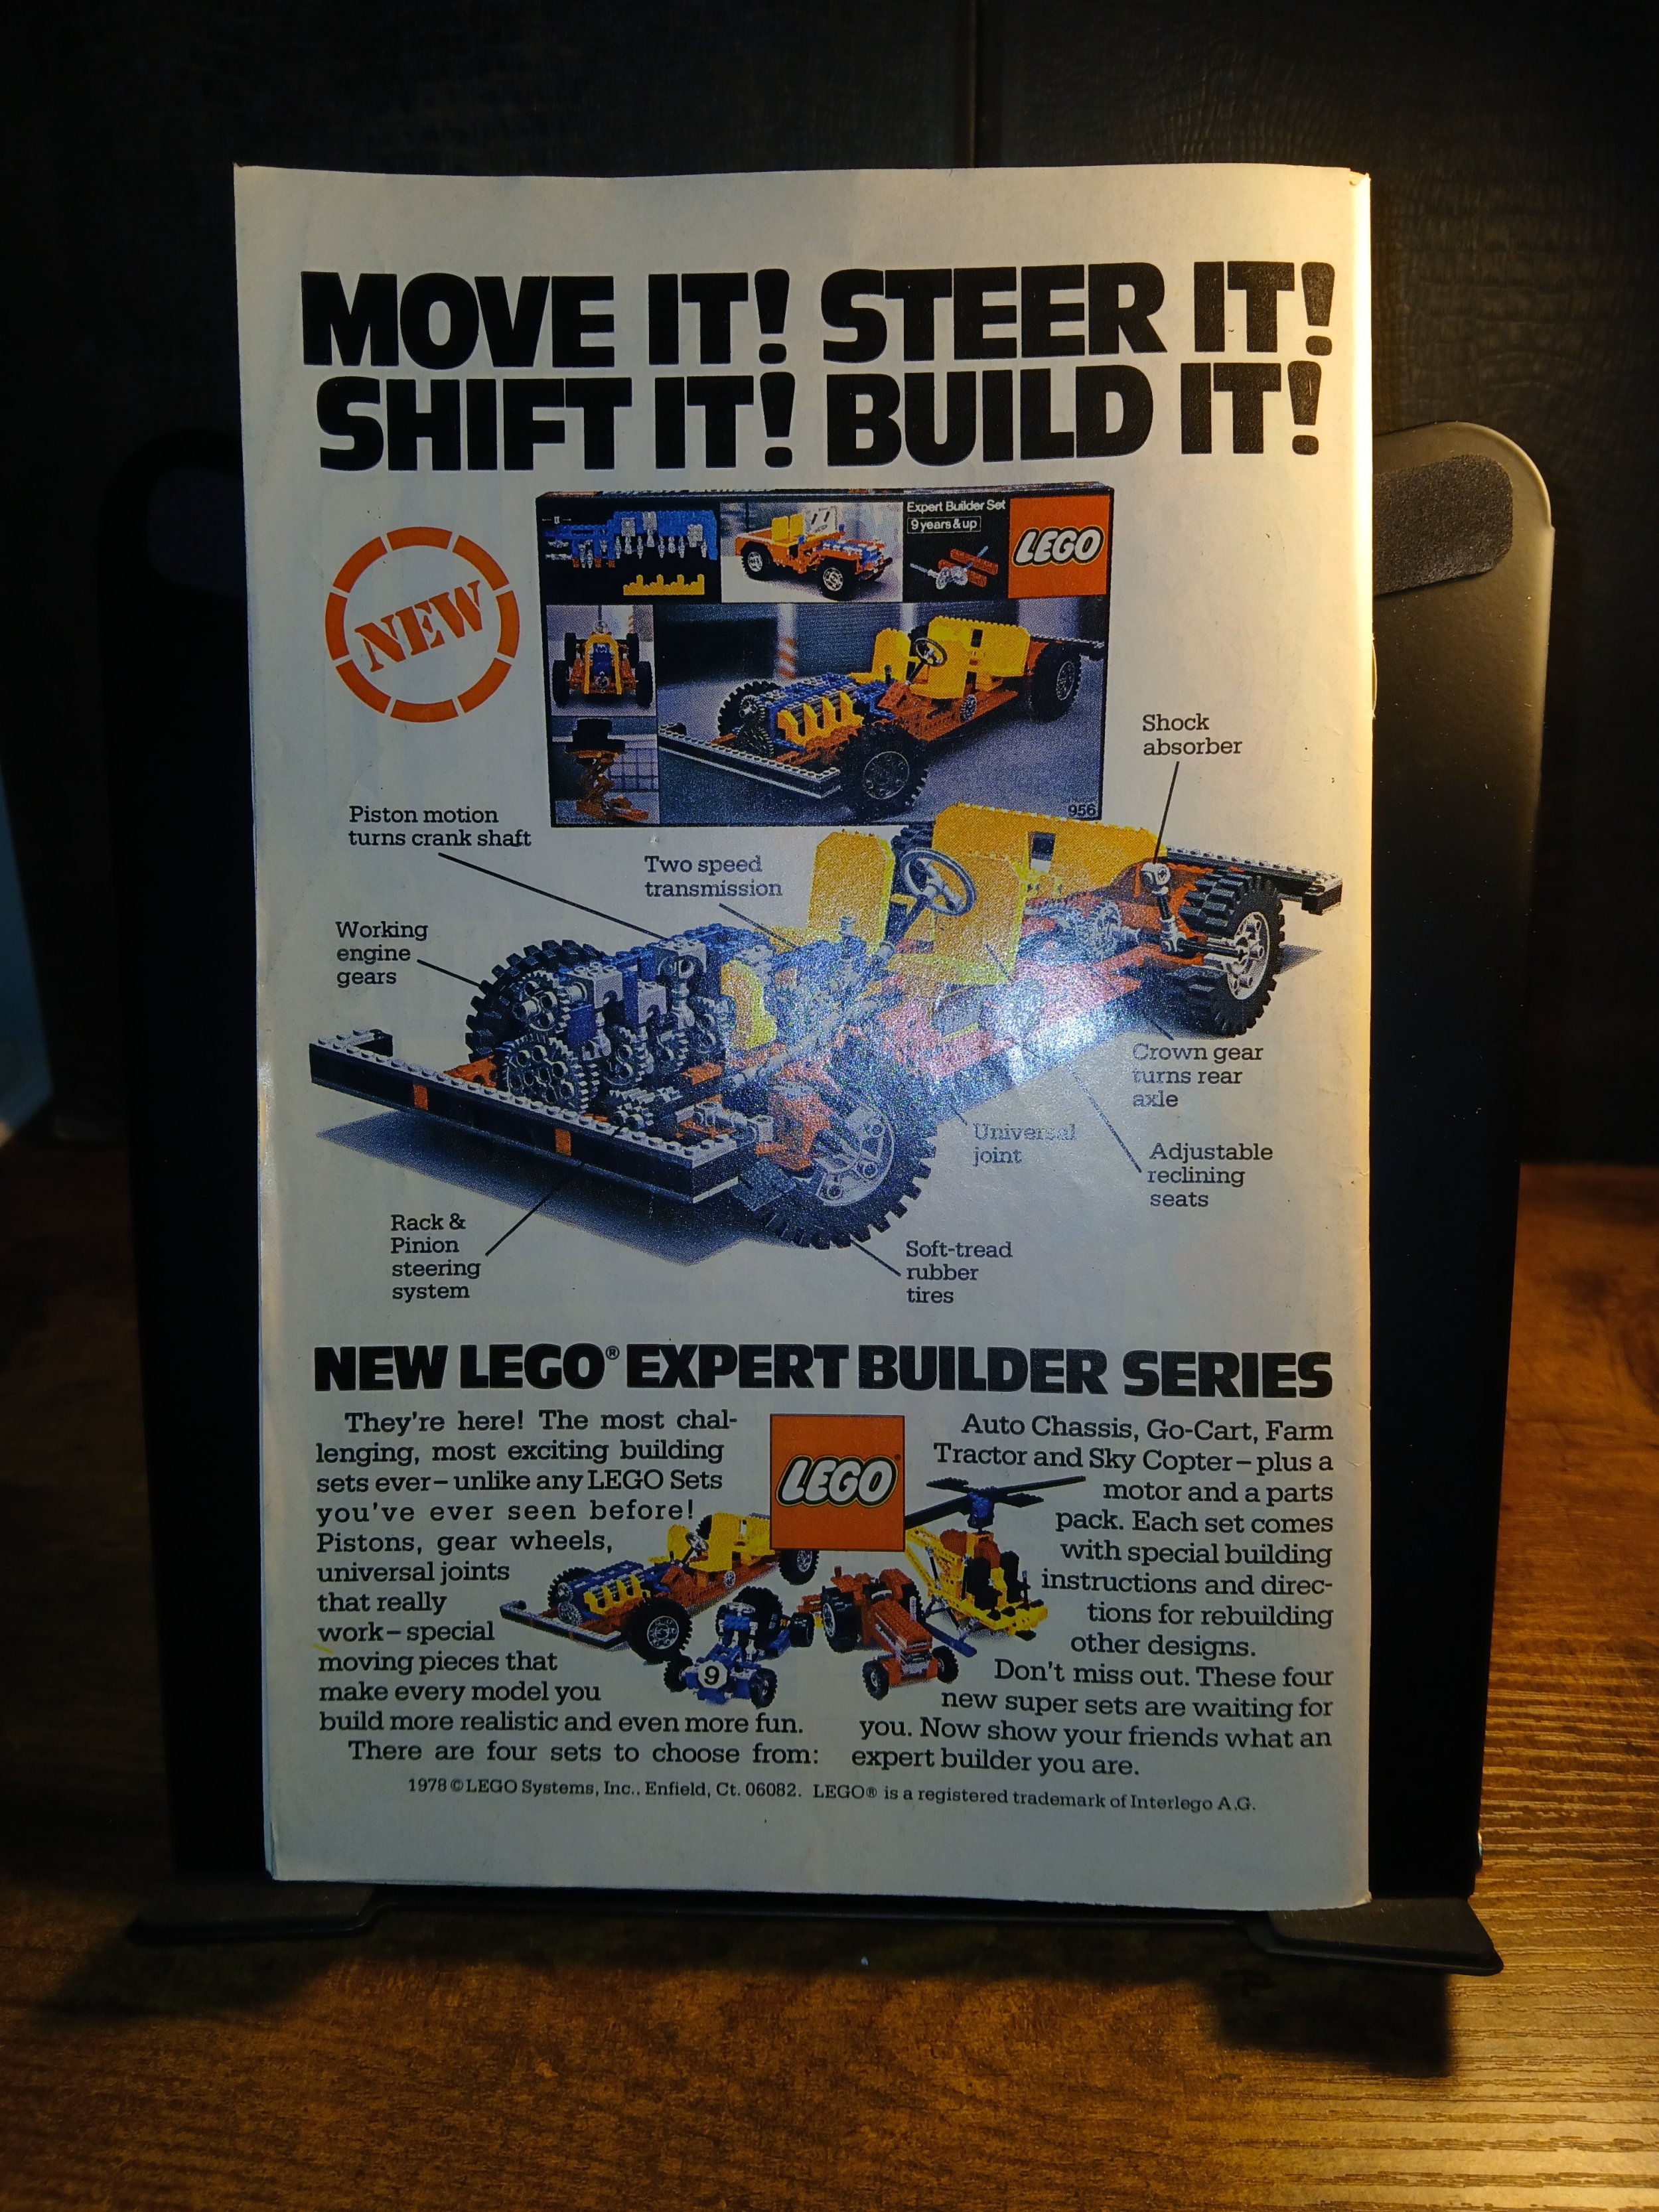 MOVE IT! STEER IT!
SHIFT IT! BUILD IT!
NEW
Expert Builder Set
9 years & up
LEGO
956
Shock
absorber
Piston motion
turns crank shaft
Two speed
transmission
Working
engine
gears
Crown gear
turns rear
axle
Universal
joint
Adjustable
reclining
seats
Rack &
Pinion
steering
system
Soft-tread
rubber
tires
NEW LEGO® EXPERT BUILDER SERIES
They're here! The most chal-
lenging, most exciting building
sets ever – unlike any LEGO Sets
you've ever seen before!
Pistons, gear wheels,
universal joints
that really
work – special
moving pieces that
make every model you
build more realistic and even more fun.
There are four sets to choose from:
LEGO®
9
Auto Chassis, Go-Cart, Farm
Tractor and Sky Copter – plus a
motor and a parts
pack. Each set comes
with special building
instructions and direc-
tions for rebuilding
other designs.
Don't miss out. These four
new super sets are waiting for
you. Now show your friends what an
expert builder you are.
1978 © LEGO Systems, Inc., Enfield, Ct. 06082. LEGO® is a registered trademark of Interlego A.G.